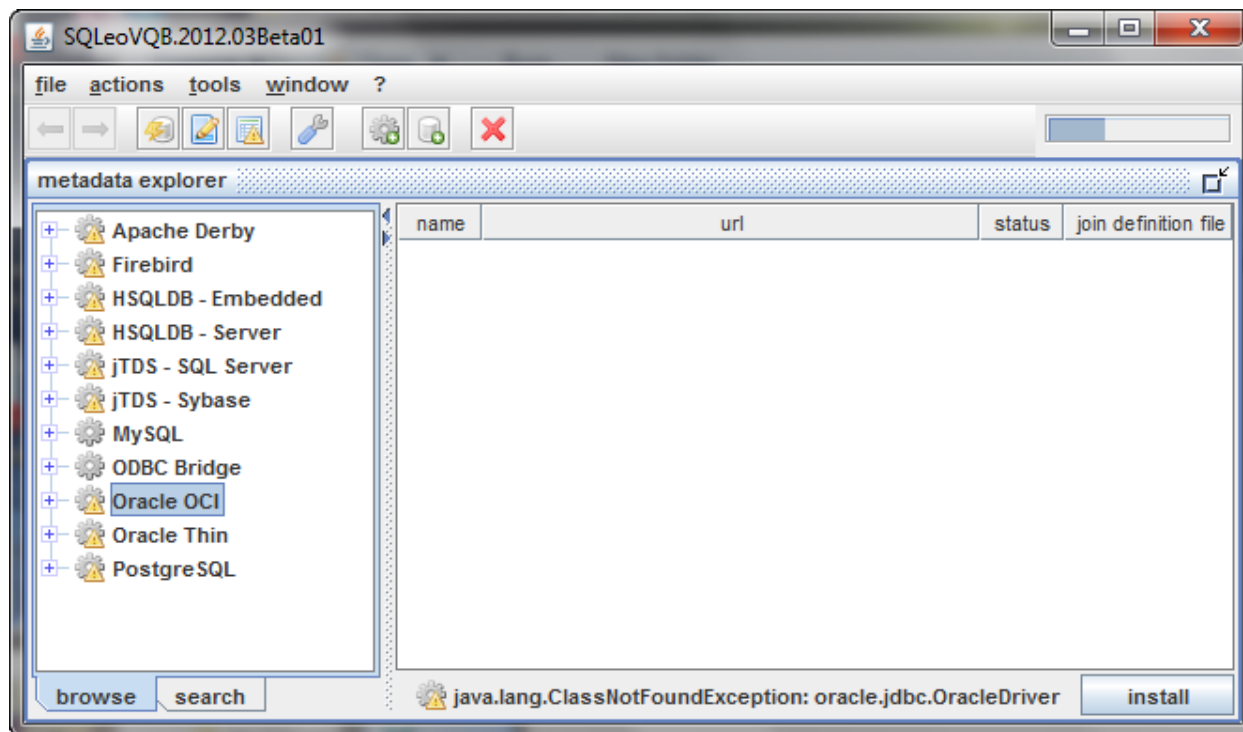 SQLeoVQB.2012.03Beta01
file actions tools window ?
metadata explorer
name url status join definition file
Apache Derby
Firebird
HSQLDB - Embedded
HSQLDB - Server
jTDS - SQL Server
jTDS - Sybase
MySQL
ODBC Bridge
Oracle OCI
Oracle Thin
PostgreSQL
browse search
java.lang.ClassNotFoundException: oracle.jdbc.OracleDriver install